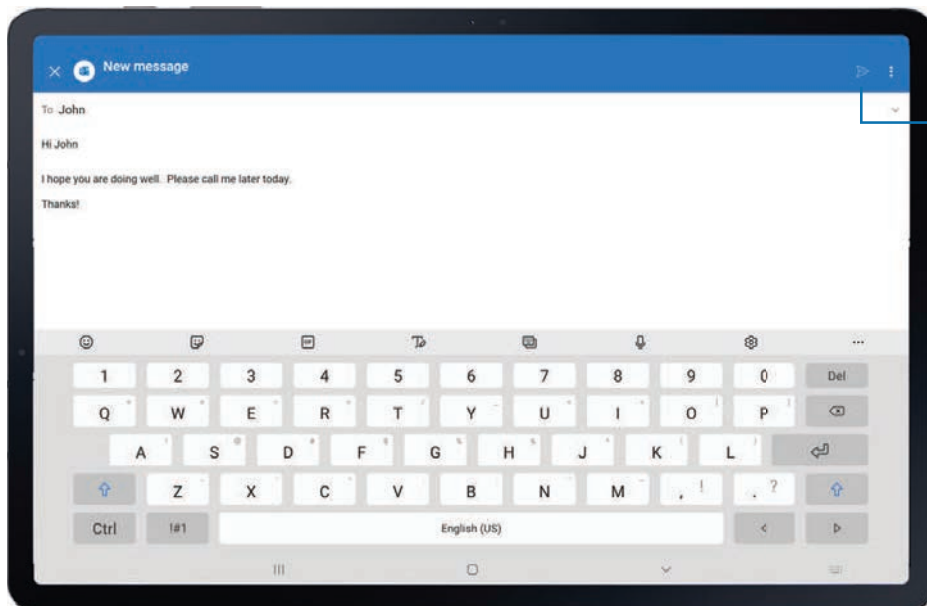 New message
To John
Hi John
I hope you are doing well. Please call me later today.
Thanks!
GIF
1 2 3 4 5 6 7 8 9 0 Del
Q W E R T Y U I O P
A S D F G H J K L
Z X C V B N M , ! . ?
Ctrl !#1 English (US) < >